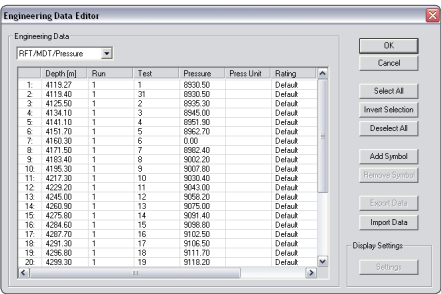 Engineering Data Editor
Engineering Data
RFT/MDT/Pressure
Depth [m] Run Test Pressure Press Unit Rating
1: 4119.27 1 1 8930.50 Default
2: 4119.40 1 31 8930.50 Default
3: 4125.50 1 2 8935.30 Default
4: 4134.10 1 3 8945.00 Default
5: 4141.10 1 4 8951.90 Default
6: 4151.70 1 5 8962.70 Default
7: 4160.30 1 6 0.00 Default
8: 4171.50 1 7 8982.40 Default
9: 4183.40 1 8 9002.20 Default
10: 4195.30 1 9 9007.80 Default
11: 4217.30 1 10 9030.40 Default
12: 4229.20 1 11 9043.00 Default
13: 4245.00 1 12 9058.20 Default
14: 4260.90 1 13 9075.00 Default
15: 4275.80 1 14 9091.40 Default
16: 4284.60 1 15 9098.80 Default
17: 4287.70 1 16 9102.50 Default
18: 4291.30 1 17 9106.50 Default
19: 4296.80 1 18 9111.70 Default
20: 4299.30 1 19 9118.20 Default
OK
Cancel
Select All
Invert Selection
Deselect All
Add Symbol
Remove Symbol
Export Data
Import Data
Display Settings
Settings